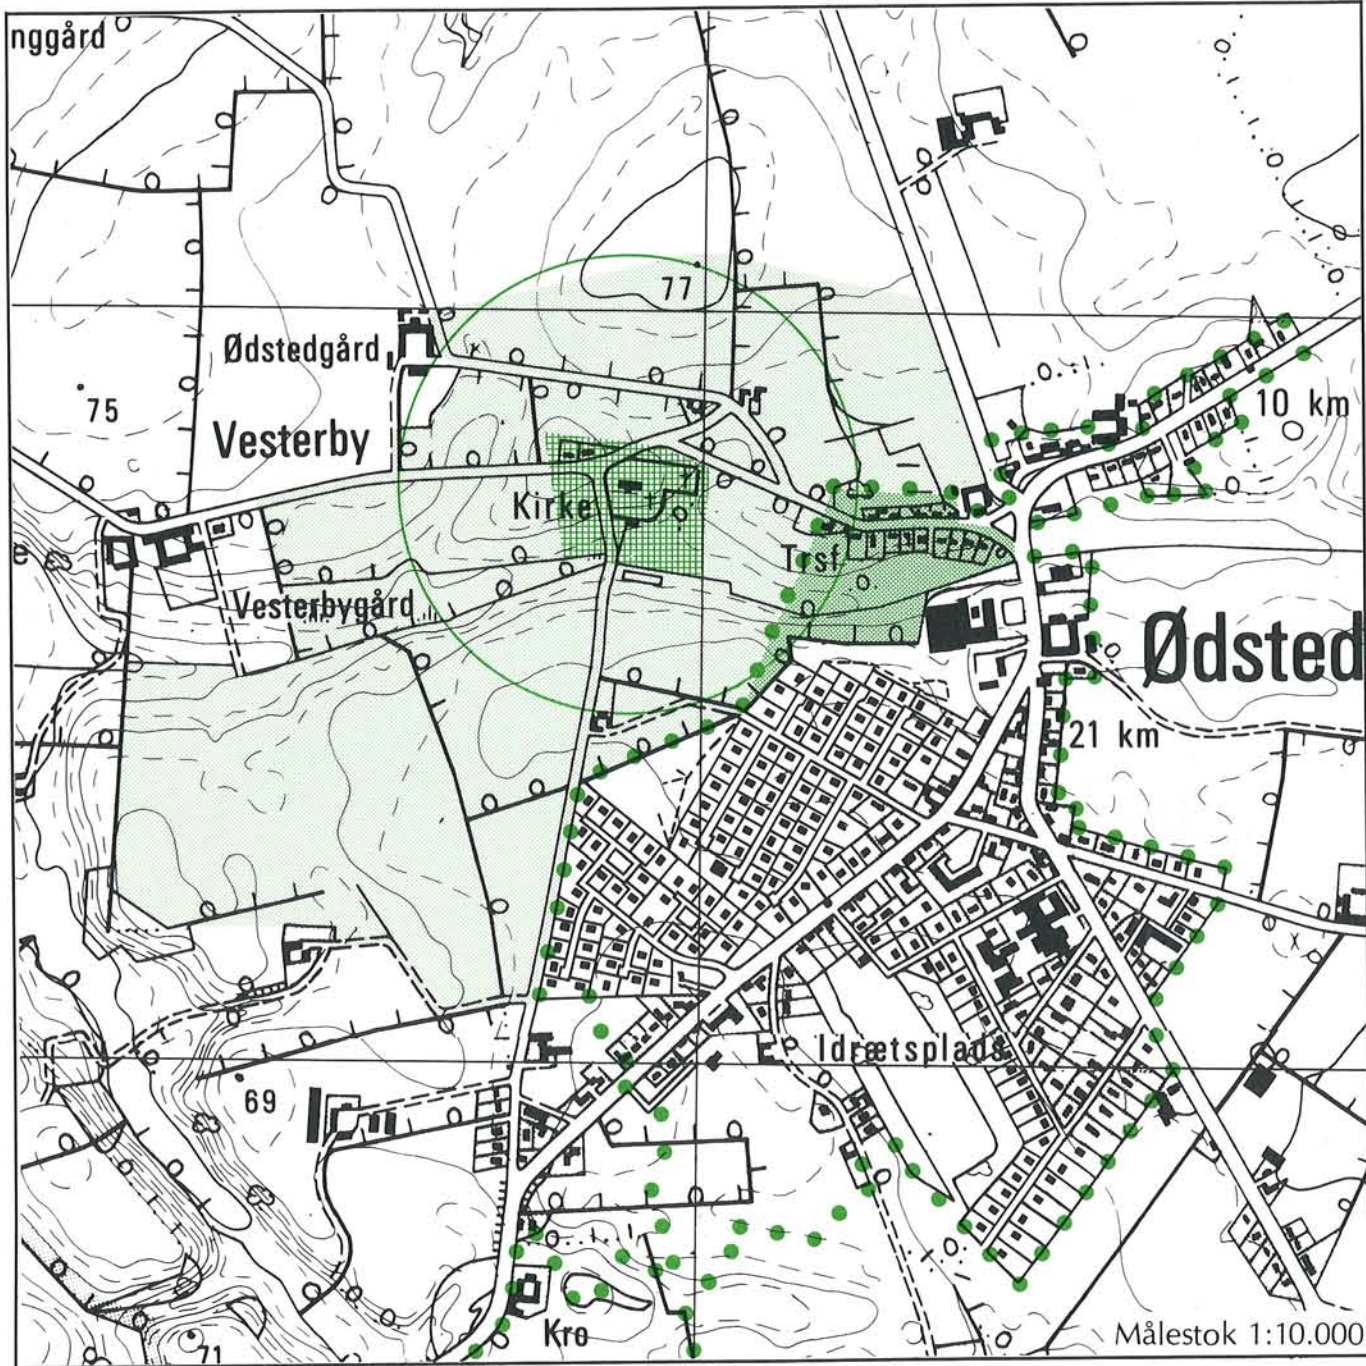 nggård
77
Ødstedgård
75
10 km
Vesterby
Kirke
Trsf
e
Vesterbygård
Ødsted
21 km
Idrætsplads
69
Kro
Målestok 1:10.000
71